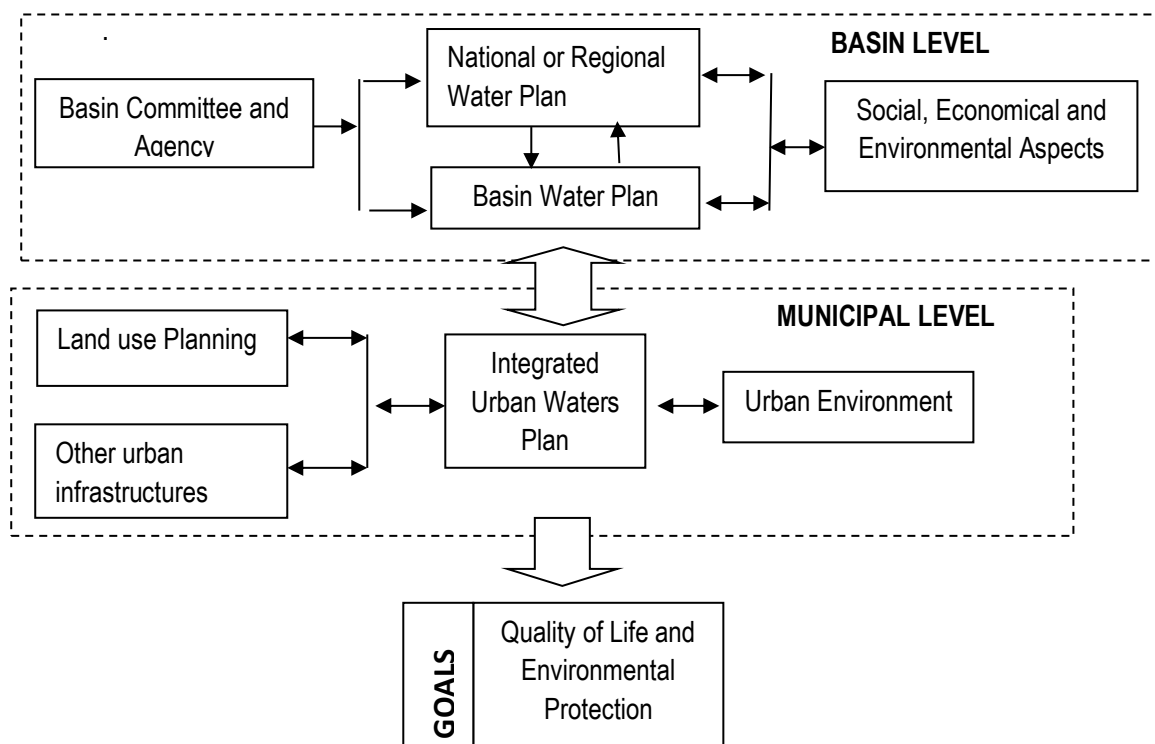 BASIN LEVEL
National or Regional
Water Plan
Basin Committee and
Agency
Social, Economical and
Environmental Aspects
Basin Water Plan
MUNICIPAL LEVEL
Land use Planning
Integrated
Urban Waters
Plan
Urban Environment
Other urban
infrastructures
GOALS
Quality of Life and
Environmental
Protection